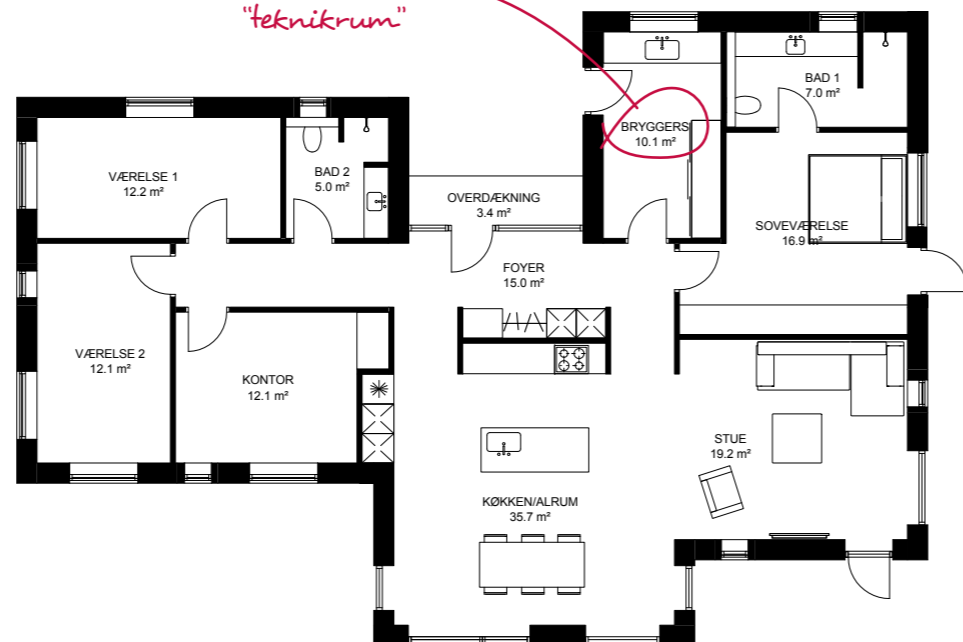 "teknikrum"
BAD 1
7.0 m²
BRYGGERS
10.1 m²
VÆRELSE 1
12.2 m²
BAD 2
5.0 m²
OVERDÆKNING
3.4 m²
SOVEVÆRELSE
16.9 m²
FOYER
15.0 m²
VÆRELSE 2
12.1 m²
KONTOR
12.1 m²
STUE
19.2 m²
KØKKEN/ALRUM
35.7 m²